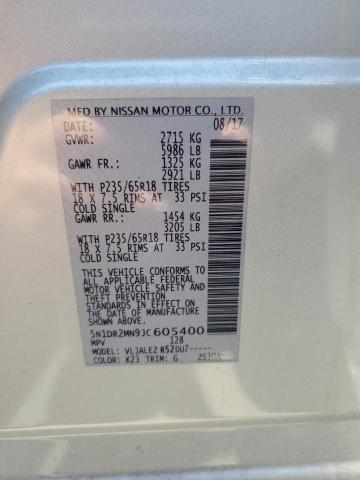 MFD BY NISSAN MOTOR CO., LTD.
DATE: 08/17
GVWR: 2715 KG
5986 LB
GAWR FR.: 1325 KG
2921 LB
WITH P235/65R18 TIRES
18 X 7.5 RIMS AT 33 PSI
COLD SINGLE
GAWR RR.: 1454 KG
3205 LB
WITH P235/65R18 TIRES
18 X 7.5 RIMS AT 33 PSI
COLD SINGLE
THIS VEHICLE CONFORMS TO
ALL APPLICABLE FEDERAL
MOTOR VEHICLE SAFETY
STANDARDS IN EFFECT ON
THE DATE OF MANUFACTURE
SHOWN ABOVE.
5N1DR2MN9JC605400
MPV 128
MODEL: VLJALEZ R52DU7-----
COLOR: K23 TRIM: G